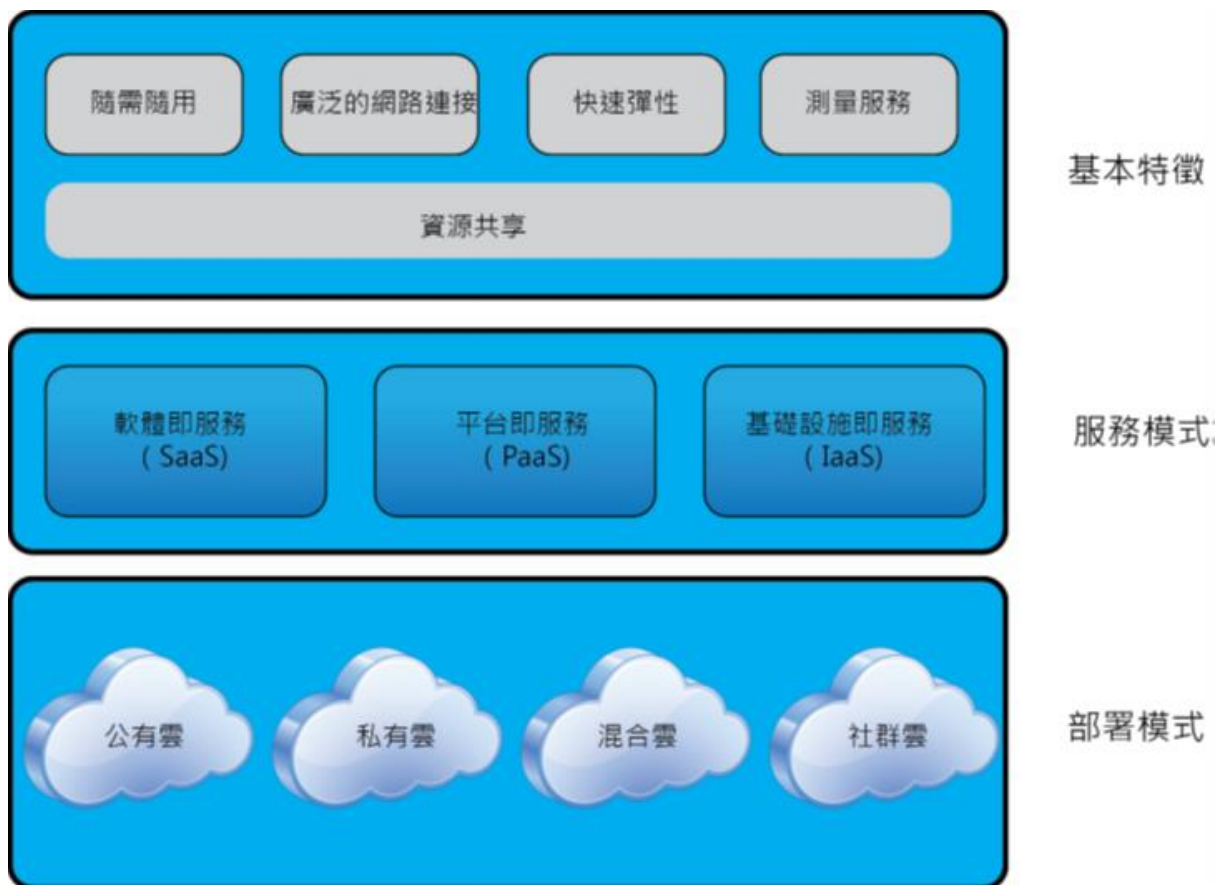 隨需隨用
廣泛的網路連接
快速彈性
測量服務
資源共享
基本特徵
軟體即服務
( SaaS)
平台即服務
( PaaS)
基礎設施即服務
( IaaS)
服務模式
公有雲
私有雲
混合雲
社群雲
部署模式